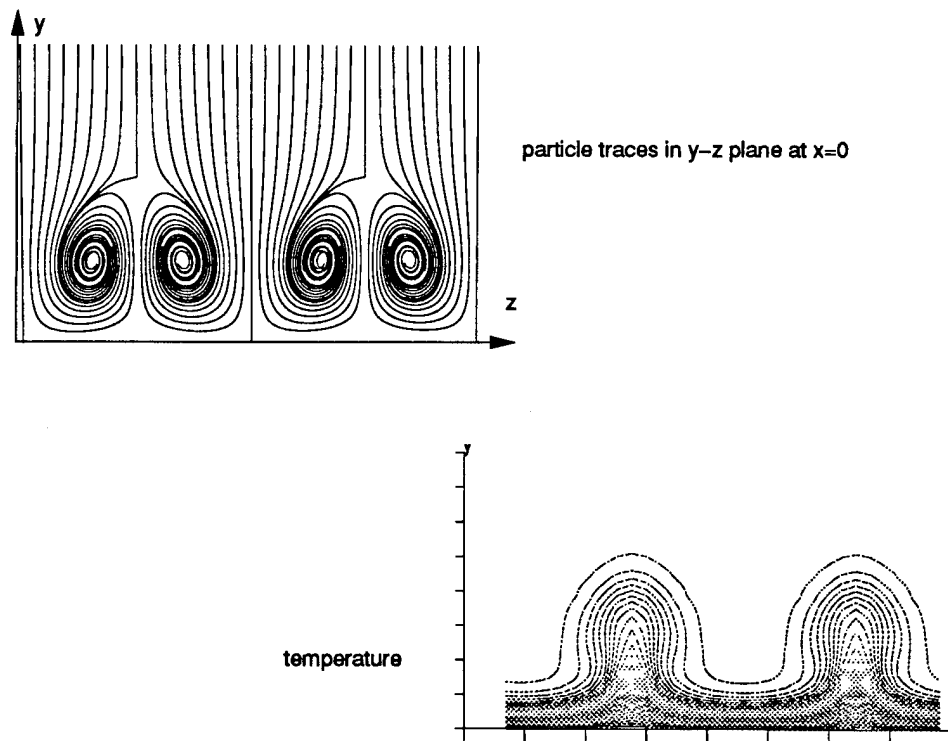 y
particle traces in y–z plane at x=0
z
y
temperature